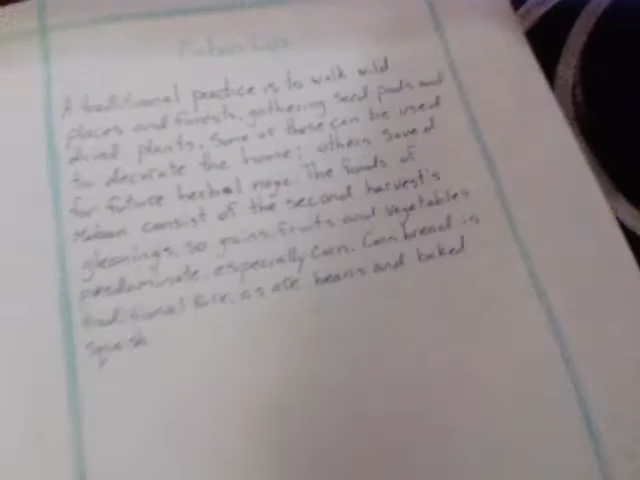 Mabon Lore
A traditional practice is to walk wild
places and forests, gathering seed pods and
dried plants. Some of these can be used
to decorate the home; others saved
for future herbal magic. The foods of
Mabon consist of the second harvest's
gleanings, so grains, fruits and vegetables
predominate, especially corn. Corn bread is
traditional fare, as are beans and baked
squash